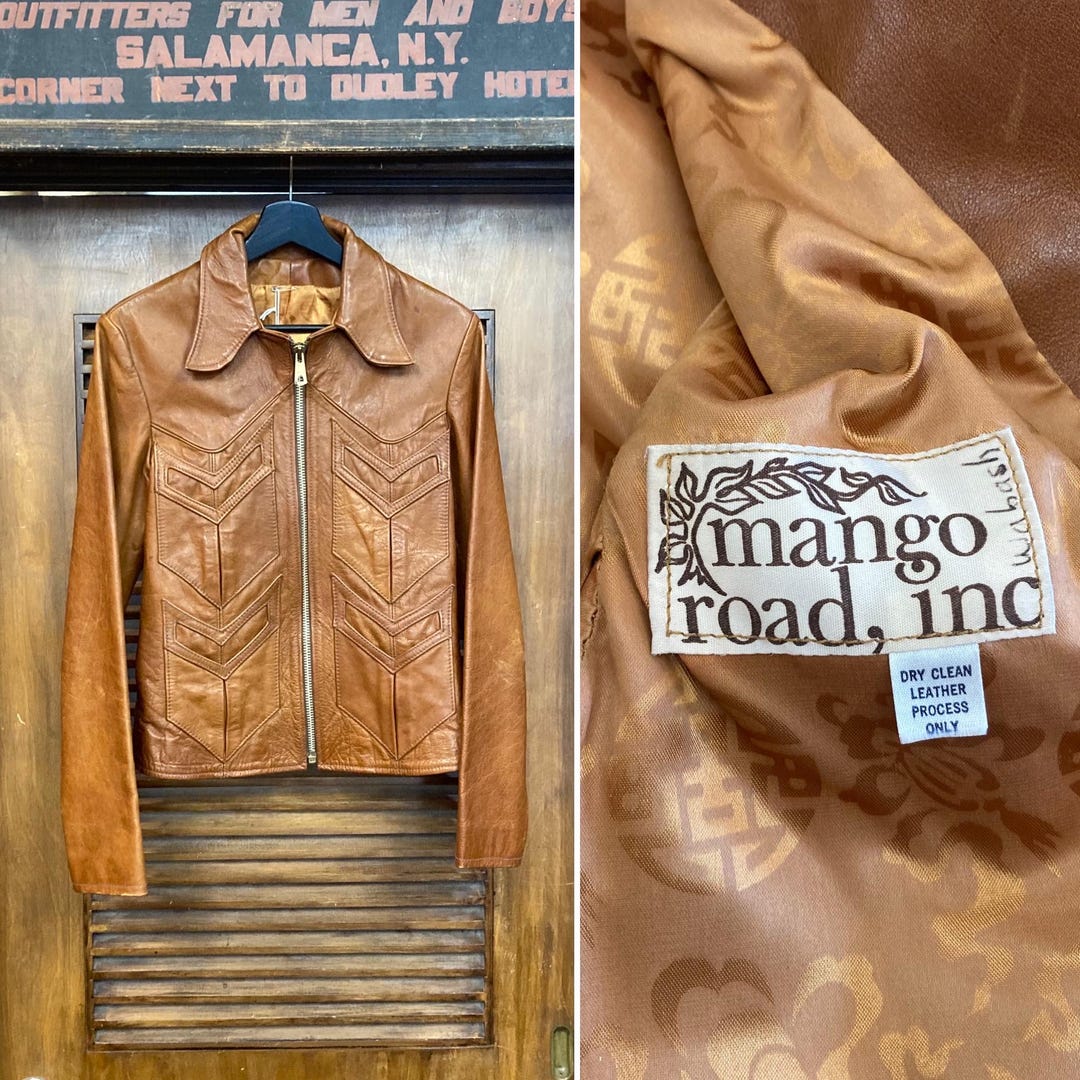 OUTFITTERS FOR MEN AND BOYS
SALAMANCA, N.Y.
CORNER NEXT TO DUDLEY HOTEL
mango
road, inc
DRY CLEAN
LEATHER
PROCESS
ONLY